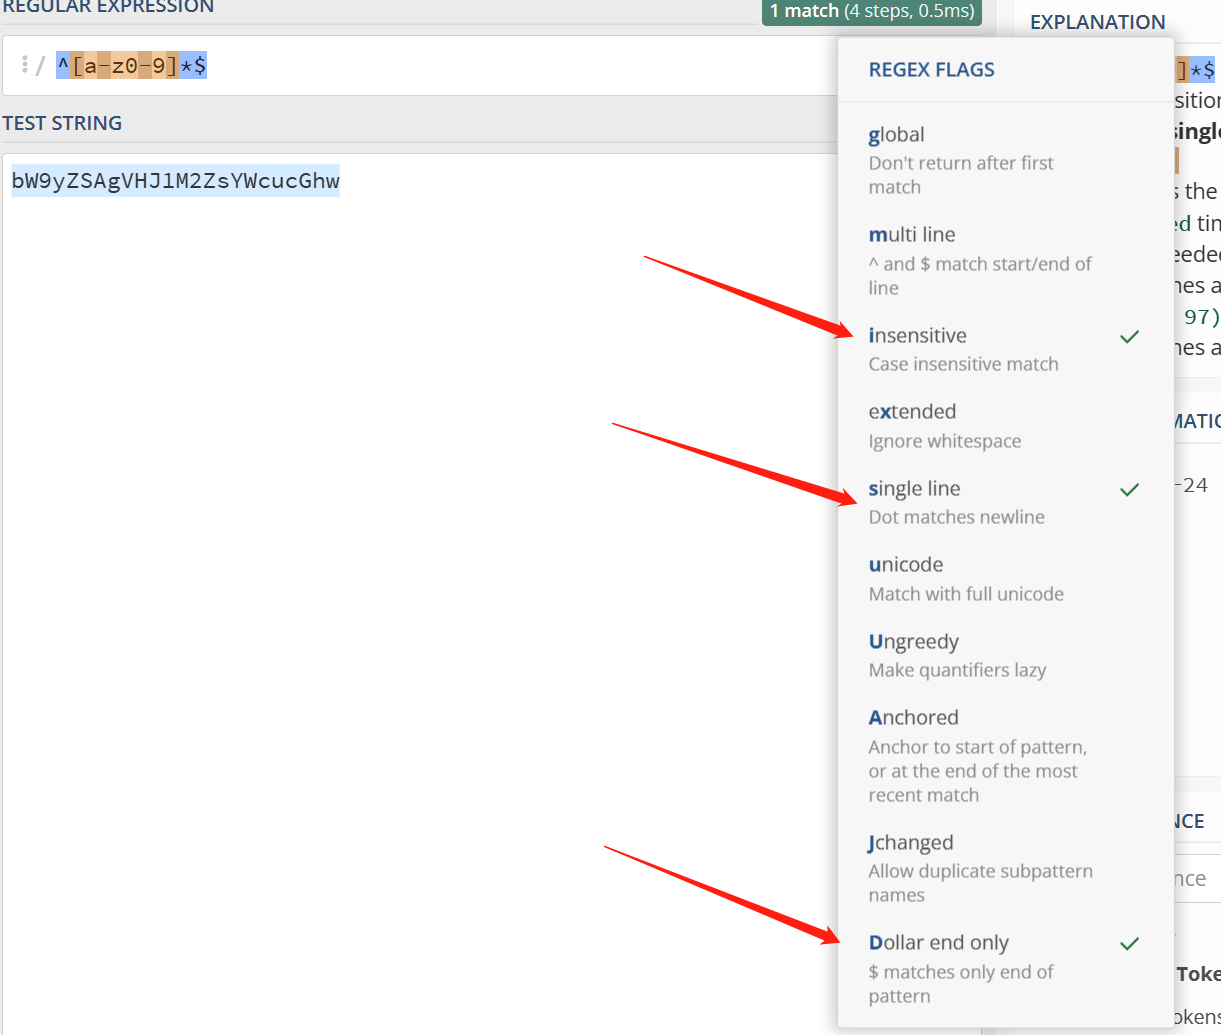 REGULAR EXPRESSION
1 match (4 steps, 0.5ms)
EXPLANATION
/ ^[a-z0-9]*$
]*$
TEST STRING
bW9yZSAgVHJ1M2ZsYWcucGhw
REGEX FLAGS
global
Don't return after first
match
multi line
^ and $ match start/end of
line
insensitive
Case insensitive match
extended
Ignore whitespace
single line
Dot matches newline
unicode
Match with full unicode
Ungreedy
Make quantifiers lazy
Anchored
Anchor to start of pattern,
or at the end of the most
recent match
Jchanged
Allow duplicate subpattern
names
Dollar end only
$ matches only end of
pattern
sition
singl
s the
ed tin
eede
hes a
97)
hes a
MATIO
-24
NCE
nce
Toke
okens